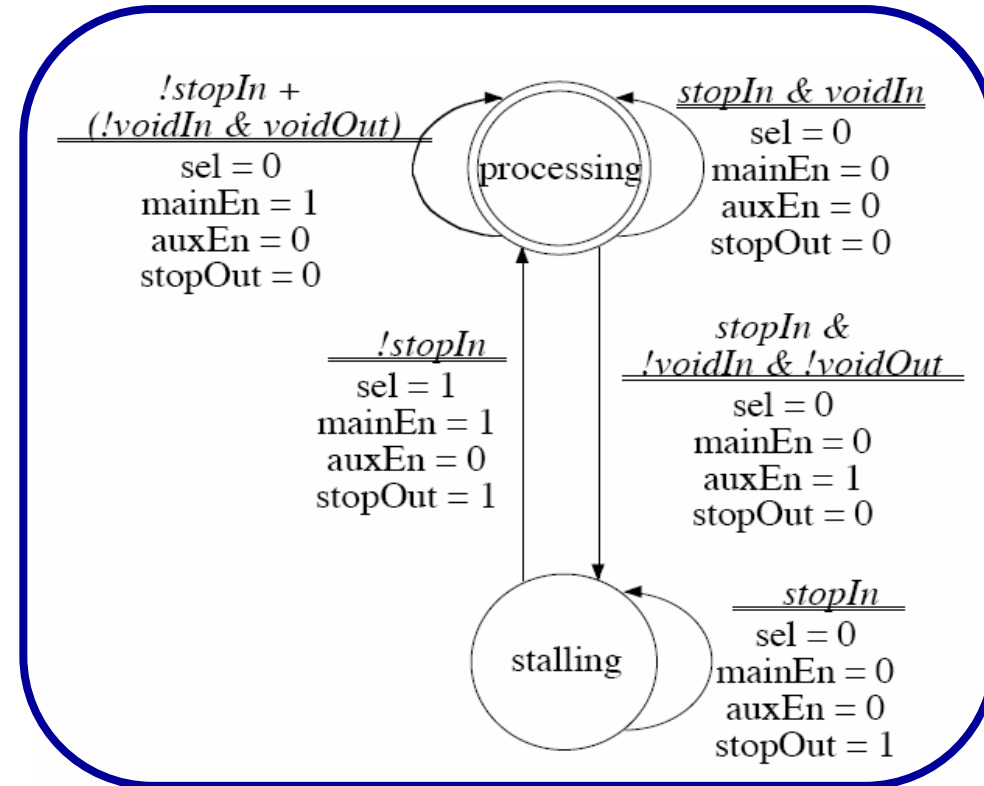 !stopIn +
(!voidIn & voidOut)
sel = 0
mainEn = 1
auxEn = 0
stopOut = 0
processing
stopIn & voidIn
sel = 0
mainEn = 0
auxEn = 0
stopOut = 0
!stopIn
sel = 1
mainEn = 1
auxEn = 0
stopOut = 1
stopIn &
!voidIn & !voidOut
sel = 0
mainEn = 0
auxEn = 1
stopOut = 0
stalling
stopIn
sel = 0
mainEn = 0
auxEn = 0
stopOut = 1